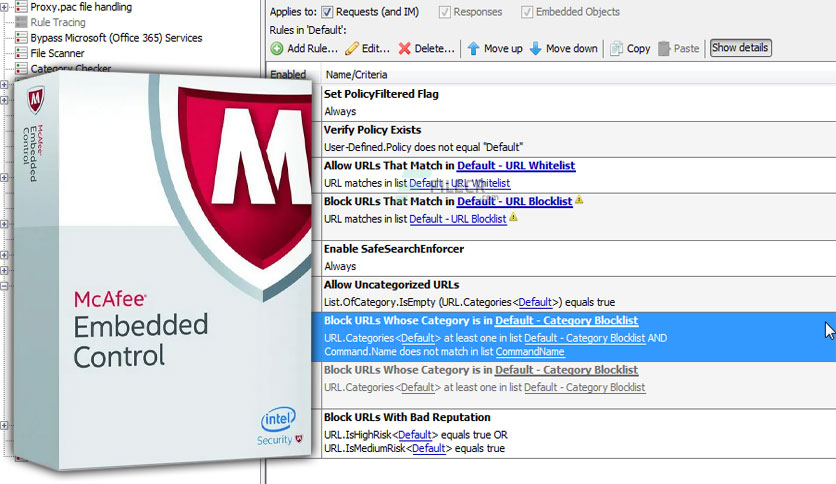 Proxy.pac file handling
Rule Tracing
Bypass Microsoft (Office 365) Services
File Scanner
Category Checker
McAfee
Embedded
Control
McAfee®
Embedded
Control
intel
Security
Applies to: Requests (and IM) Responses Embedded Objects
Rules in 'Default':
Add Rule... Edit... Delete... Move up Move down Copy Paste Show details
Enabled Name/Criteria
Set PolicyFiltered Flag
Always
Verify Policy Exists
User-Defined.Policy does not equal "Default"
Allow URLs That Match in Default - URL Whitelist
URL matches in list Default - URL Whitelist
Block URLs That Match in Default - URL Blocklist
URL matches in list Default - URL Blocklist
Enable SafeSearchEnforcer
Always
Allow Uncategorized URLs
List.OfCategory.IsEmpty (URL.Categories<Default>) equals true
Block URLs Whose Category is in Default - Category Blocklist
URL.Categories<Default> at least one in list Default - Category Blocklist AND
Command.Name does not match in list CommandName
Block URLs Whose Category is in Default - Category Blocklist
URL.Categories<Default> at least one in list Default - Category Blocklist
Block URLs With Bad Reputation
URL.IsHighRisk<Default> equals true OR
URL.IsMediumRisk<Default> equals true